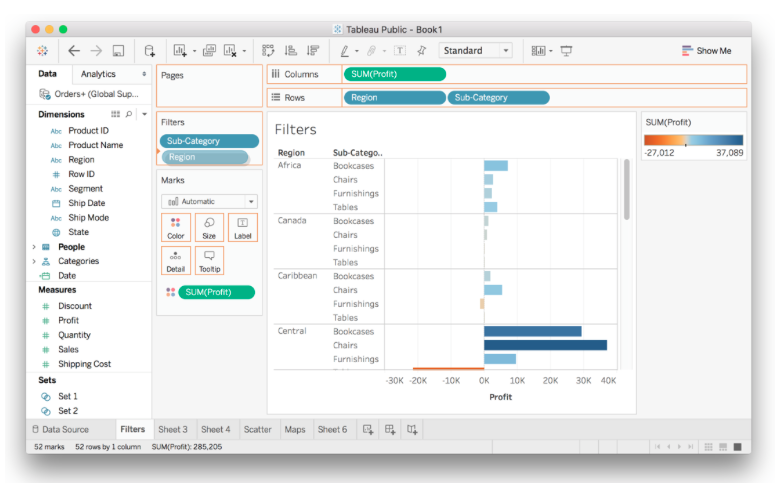 Tableau Public - Book1
Standard
Show Me
Data
Analytics
Orders+ (Global Sup...
Dimensions
Abc Product ID
Abc Product Name
Abc Region
# Row ID
Abc Segment
Ship Date
Abc Ship Mode
State
People
Categories
Date
Measures
# Discount
# Profit
# Quantity
# Sales
# Shipping Cost
Sets
Set 1
Set 2
Pages
Filters
Sub-Category
Region
Marks
Automatic
Color Size Label
Detail Tooltip
SUM(Profit)
Columns SUM(Profit)
Rows Region Sub-Category
Filters
Region Sub-Catego..
Africa Bookcases
Chairs
Furnishings
Tables
Canada Bookcases
Chairs
Furnishings
Tables
Caribbean Bookcases
Chairs
Furnishings
Tables
Central Bookcases
Chairs
Furnishings
-30K -20K -10K 0K 10K 20K 30K 40K
Profit
SUM(Profit)
-27,012 37,089
Data Source Filters Sheet 3 Sheet 4 Scatter Maps Sheet 6
52 marks 52 rows by 1 column SUM(Profit): 285,205